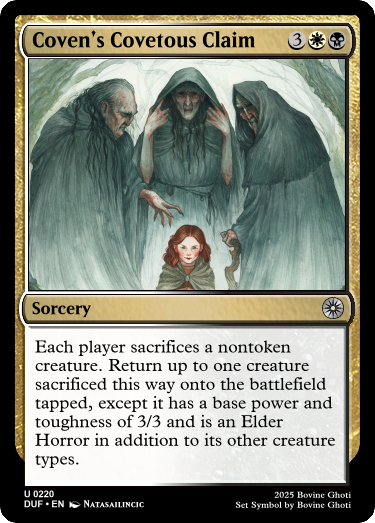 Coven's Covetous Claim 3
Sorcery
Each player sacrifices a nontoken
creature. Return up to one creature
sacrificed this way onto the battlefield
tapped, except it has a base power and
toughness of 3/3 and is an Elder
Horror in addition to its other creature
types.
U 0220
2025 Bovine Ghoti
DUF • EN NATASAILINCIC
Set Symbol by Bovine Ghoti